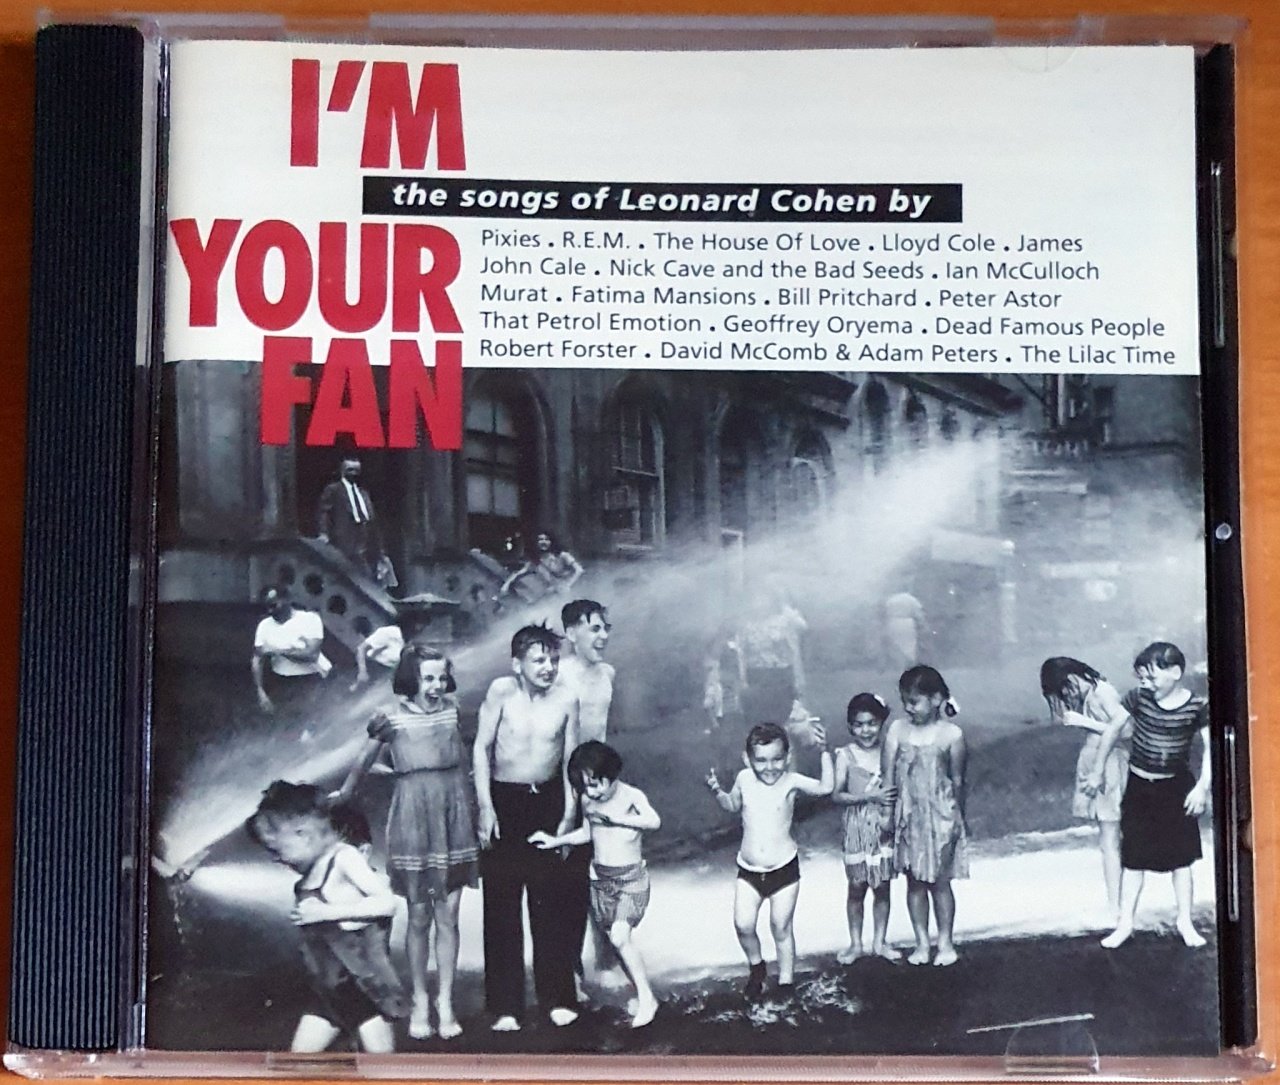 I'M
the songs of Leonard Cohen by
YOUR
FAN
Pixies . R.E.M. . The House Of Love . Lloyd Cole . James
John Cale . Nick Cave and the Bad Seeds . Ian McCulloch
Murat . Fatima Mansions . Bill Pritchard . Peter Astor
That Petrol Emotion . Geoffrey Oryema . Dead Famous People
Robert Forster . David McComb & Adam Peters . The Lilac Time